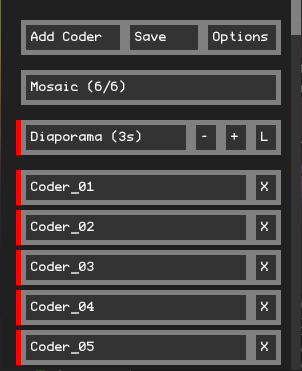 Add Coder Save Options
Mosaic (6/6)
Diaporama (3s) - + L
Coder_01 X
Coder_02 X
Coder_03 X
Coder_04 X
Coder_05 X